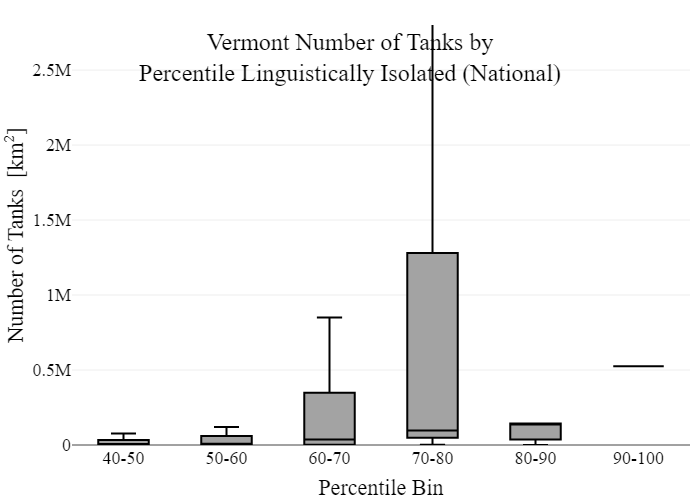 Vermont Number of Tanks by
Percentile Linguistically Isolated (National)
Number of Tanks [km²]
2.5M
2M
1.5M
1M
0.5M
0
40-50 50-60 60-70 70-80 80-90 90-100
Percentile Bin